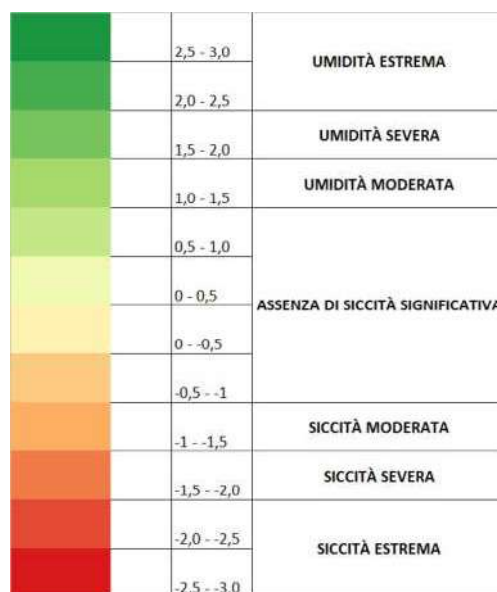 2,5 - 3,0
UMIDITÀ ESTREMA
2,0 - 2,5
UMIDITÀ SEVERA
1,5 - 2,0
UMIDITÀ MODERATA
1,0 - 1,5
0,5 - 1,0
0 - 0,5
ASSENZA DI SICCITÀ SIGNIFICATIVA
0 - -0,5
-0,5 - -1
SICCITÀ MODERATA
-1 - -1,5
SICCITÀ SEVERA
-1,5 - -2,0
-2,0 - -2,5
SICCITÀ ESTREMA
-2,5 - -3,0